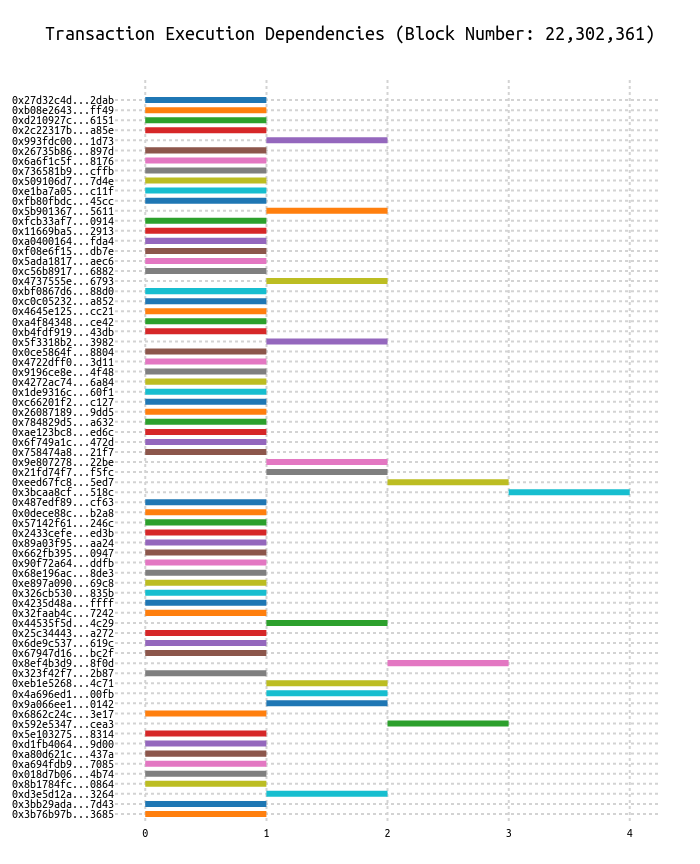 Transaction Execution Dependencies (Block Number: 22,302,361)
0x27d32c4d...2dab
0xb08e2643...ff49
0xd210927c...6151
0x2c22317b...a85e
0x993fdc00...1d73
0x26735b86...897d
0x6a6f1c5f...8176
0x736581b9...cffb
0x509106d7...7d4e
0xe1ba7a05...c11f
0xfb80fbdc...45cc
0x5b901367...5611
0xfcb33af7...0914
0x11669ba5...2913
0xa0400164...fda4
0xf08e6f15...db7e
0x5ada1817...aec6
0xc56b8917...6882
0x4737555e...6793
0xbf0867d6...88d0
0xc0c05232...a852
0x4645e125...cc21
0xa4f84348...ce42
0xb4fdf919...43db
0x5f3318b2...3982
0x0ce5864f...8804
0x4722dff0...3d11
0x9196ce8e...4f48
0x4272ac74...6a84
0x1de9316c...60f1
0xc66201f2...c127
0x26087189...9dd5
0x784829d5...a632
0xae123bc8...ed6c
0x6f749a1c...472d
0x758474a8...21f7
0x9e807278...22be
0x21fd74f7...f5fc
0xeed67fc8...5ed7
0x3bcaa8cf...518c
0x487edf89...cf63
0x0dece88c...b2a8
0x57142f61...246c
0x2433cefe...ed3b
0x89a03f95...aa24
0x662fb395...0947
0x90f72a64...ddfb
0x68e196ac...8de3
0xe897a090...69c8
0x326cb530...835b
0x4235d48a...ffff
0x32faab4c...7242
0x44535f5d...4c29
0x25c34443...a272
0x6de9c537...619c
0x67947d16...bc2f
0x8ef4b3d9...8f0d
0x323f42f7...2b87
0xeb1e5268...4c71
0x4a696ed1...00fb
0x9a066ee1...0142
0x6862c24c...3e17
0x592e5347...cea3
0x5e103275...8314
0xd1fb4064...9d00
0xa80d621c...437a
0xa694fdb9...7085
0x018d7b06...4b74
0x8b1784fc...0864
0xd3e5d12a...3264
0x3bb29ada...7d43
0x3b76b97b...3685
0 1 2 3 4